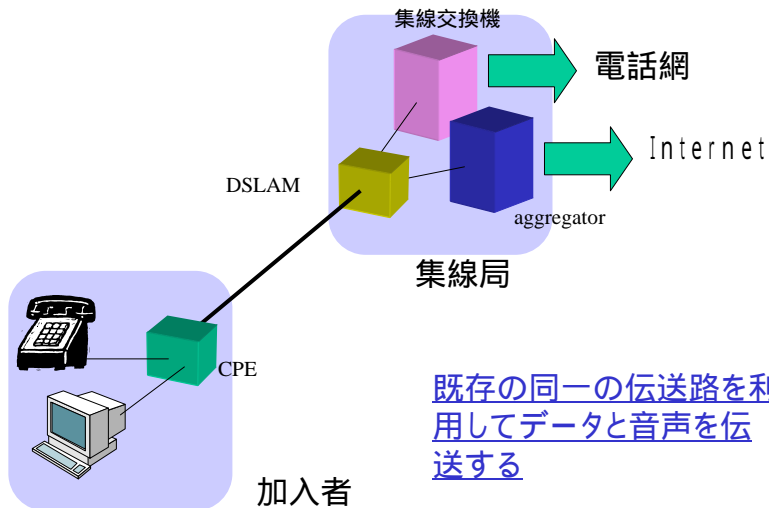 集線交換機
電話網
Internet
DSLAM
aggregator
集線局
CPE
既存の同一の伝送路を利
用してデータと音声を伝
送する
加入者